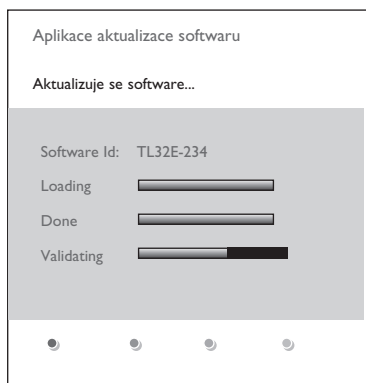 Aplikace aktualizace softwaru
Aktualizuje se software...
Software Id: TL32E-234
Loading
Done
Validating